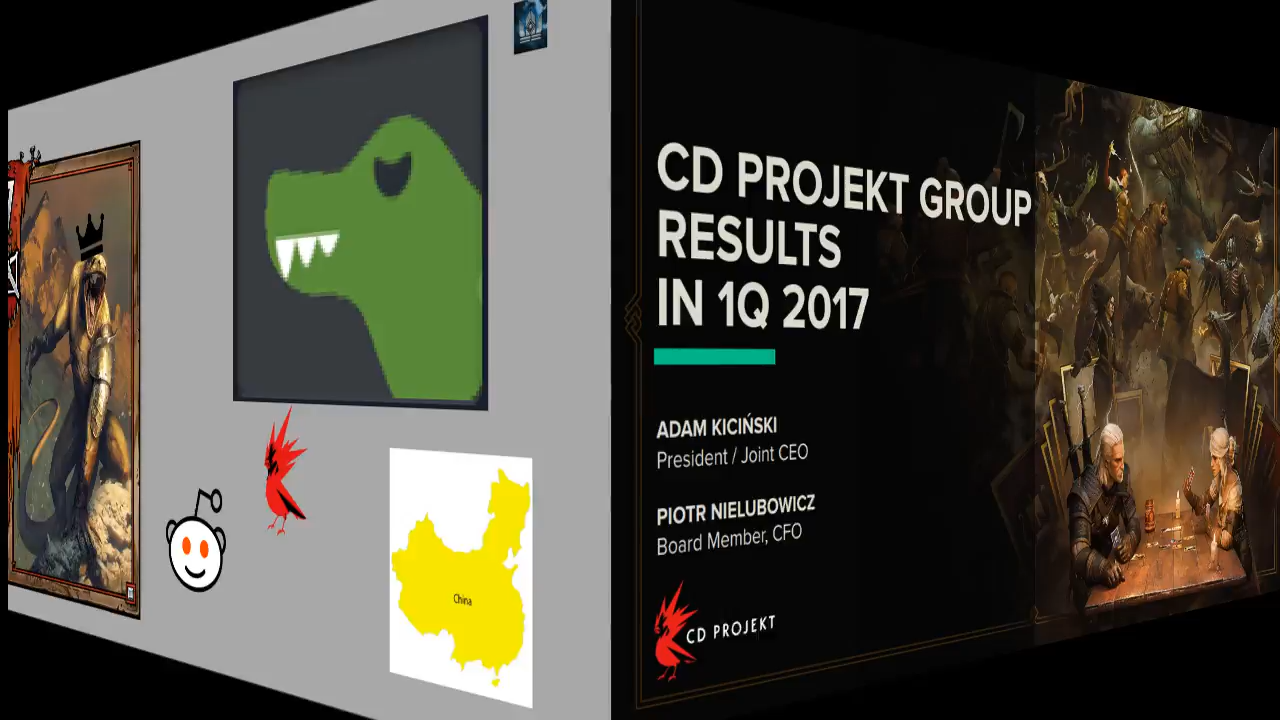 China
CD PROJEKT GROUP
RESULTS
IN 1Q 2017
ADAM KICIŃSKI
President / Joint CEO
PIOTR NIELUBOWICZ
Board Member, CFO
CD PROJEKT